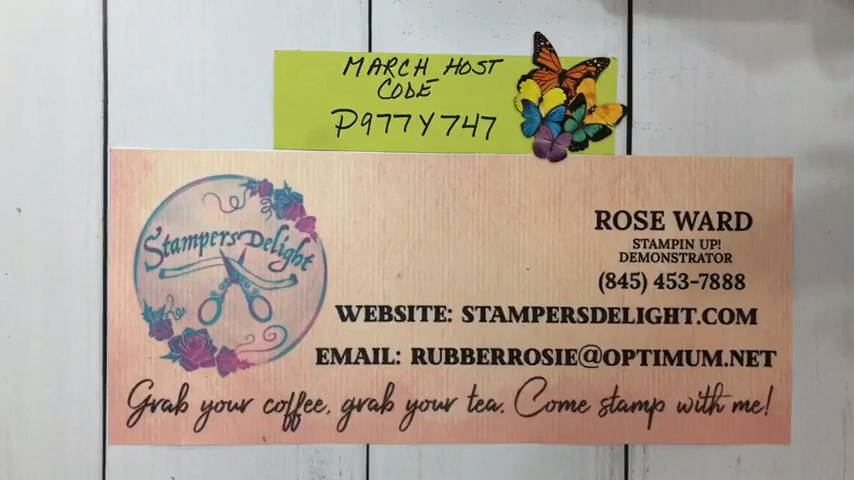 MARCH HOST
CODE
P977Y747
Stampers Delight
ROSE WARD
STAMPIN UP!
DEMONSTRATOR
(845) 453-7888
WEBSITE: STAMPERSDELIGHT.COM
EMAIL: RUBBERROSIE@OPTIMUM.NET
Grab your coffee, grab your tea. Come stamp with me!